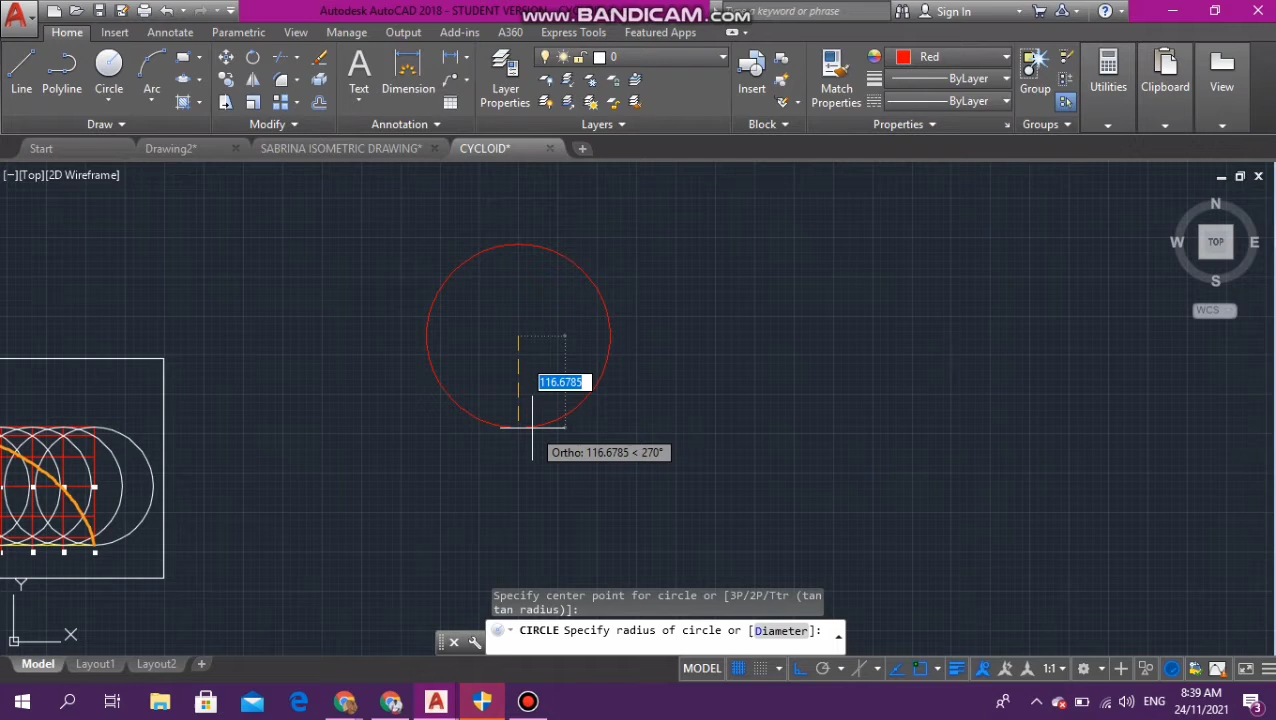 Autodesk AutoCAD 2018 - STUDENT VERSION
www.BANDICAM.com
Type a keyword or phrase
Sign In
Home Insert Annotate Parametric View Manage Output Add-ins A360 Express Tools Featured Apps
Line Polyline Circle Arc
Text Dimension
Layer Properties
0
Insert
Match Properties
Red
ByLayer
ByLayer
Group
Utilities
Clipboard
View
Draw Modify Annotation Layers Block Properties Groups
Start Drawing2* SABRINA ISOMETRIC DRAWING* CYCLOID*
[−][Top][2D Wireframe]
N
W TOP E
S
WCS
116.6785
Ortho: 116.6785 < 270°
Y
X
Specify center point for circle or [3P/2P/Ttr (tan
tan radius)]:
CIRCLE Specify radius of circle or [Diameter]:
Model Layout1 Layout2
MODEL
1:1
ENG
8:39 AM
24/11/2021
3